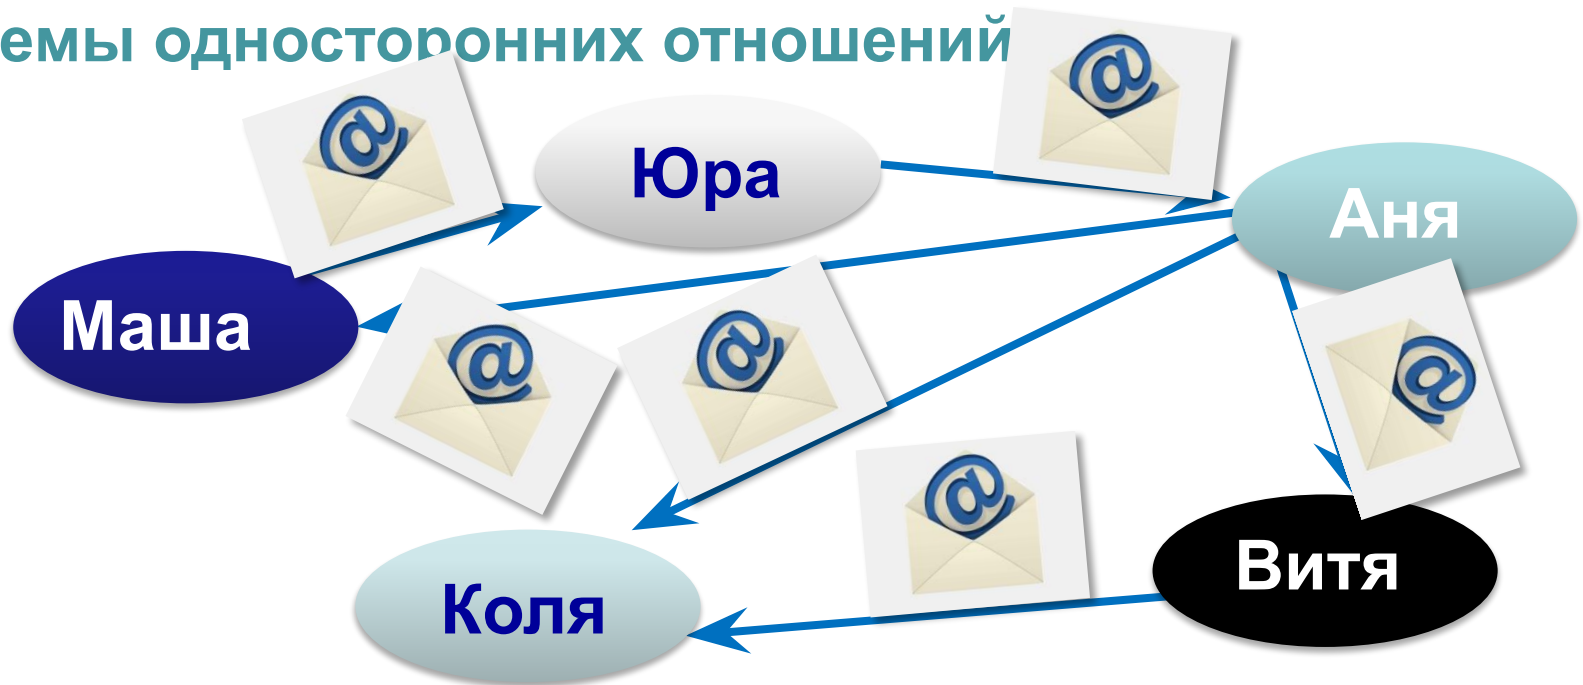 емы односторонних отношений
Юра
Аня
Маша
Витя
Коля